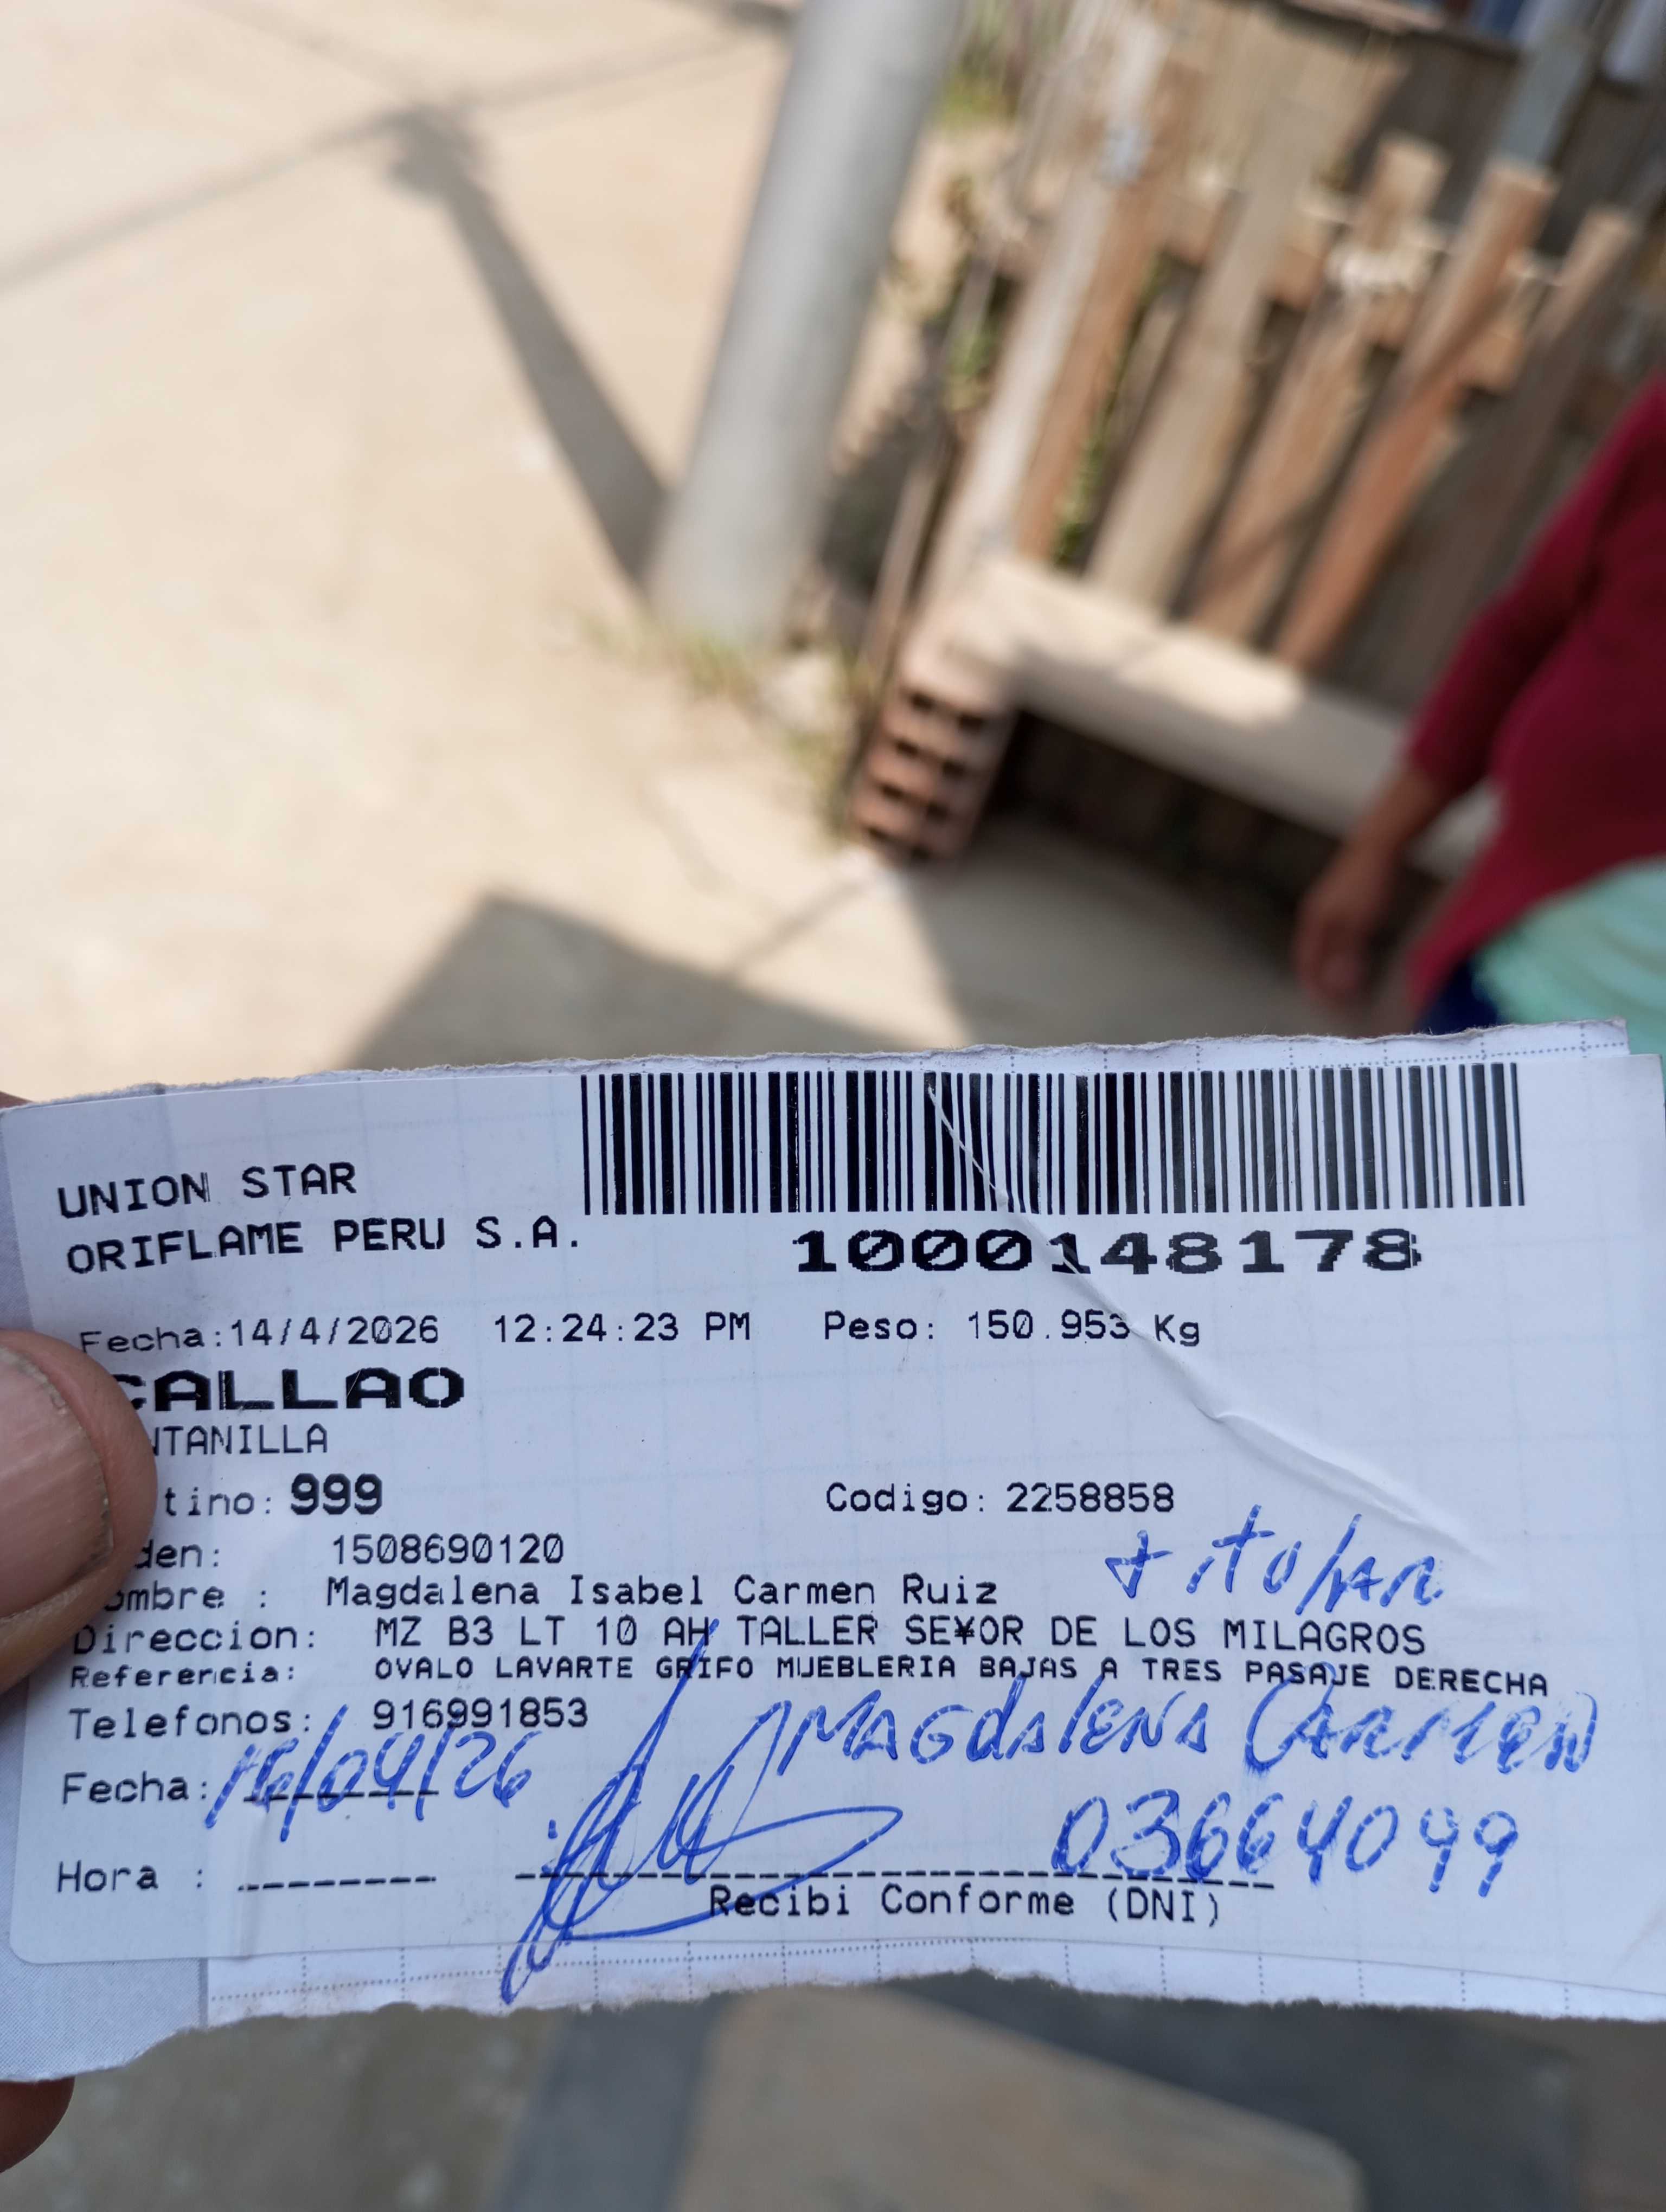 UNION STAR
ORIFLAME PERU S.A.
1000148178
Fecha:14/4/2026 12:24:23 PM Peso: 150.953 Kg
CALLAO
NTANILLA
tino: 999 Codigo: 2258858
+ titular
den: 1508690120
ombre : Magdalena Isabel Carmen Ruiz
Direccion: MZ B3 LT 10 AH TALLER SE¥OR DE LOS MILAGROS
Referencia: OVALO LAVARTE GRIFO MUEBLERIA BAJAS A TRES PASAJE DERECHA
Telefonos: 916991853
MAGdAlENA CARMEN
Fecha: 16/04/26
03664099
Hora :
Recibi Conforme (DNI)